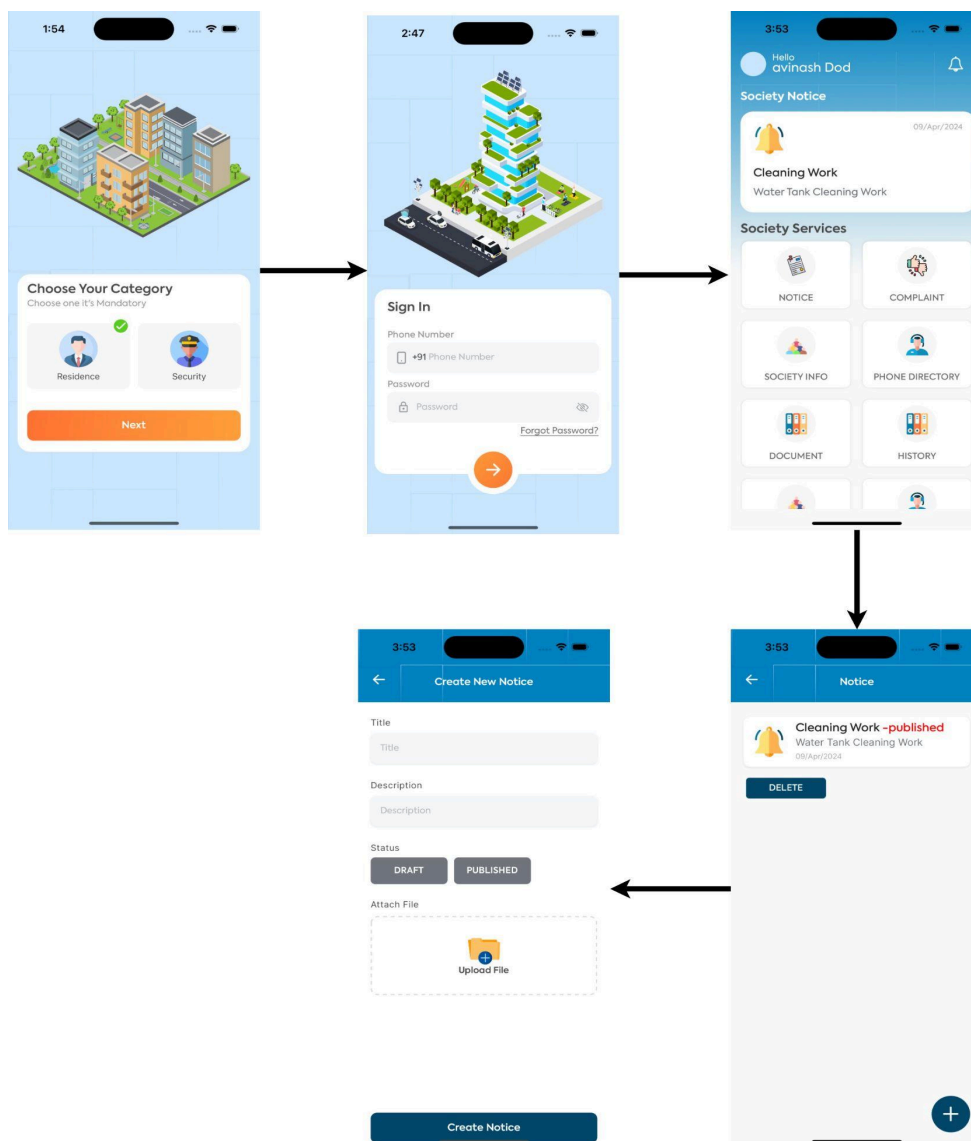 1:54
Choose Your Category
Choose one it's Mandatory
Residence
Security
Next
2:47
Sign In
Phone Number
+91 Phone Number
Password
Password
Forgot Password?
3:53
Hello
avinash Dod
Society Notice
09/Apr/2024
Cleaning Work
Water Tank Cleaning Work
Society Services
NOTICE
COMPLAINT
SOCIETY INFO
PHONE DIRECTORY
DOCUMENT
HISTORY
3:53
Notice
Cleaning Work -published
Water Tank Cleaning Work
09/Apr/2024
DELETE
3:53
Create New Notice
Title
Title
Description
Description
Status
DRAFT
PUBLISHED
Attach File
Upload File
Create Notice